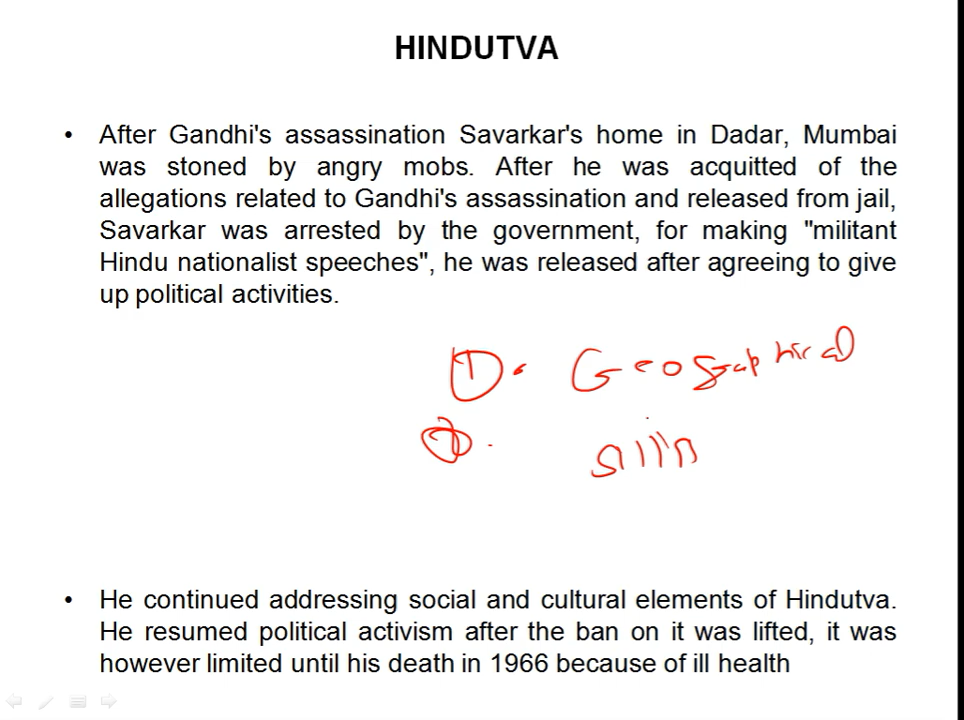 HINDUTVA
• After Gandhi's assassination Savarkar's home in Dadar, Mumbai
was stoned by angry mobs. After he was acquitted of the
allegations related to Gandhi's assassination and released from jail,
Savarkar was arrested by the government, for making "militant
Hindu nationalist speeches", he was released after agreeing to give
up political activities.
Geographical
• He continued addressing social and cultural elements of Hindutva.
He resumed political activism after the ban on it was lifted, it was
however limited until his death in 1966 because of ill health